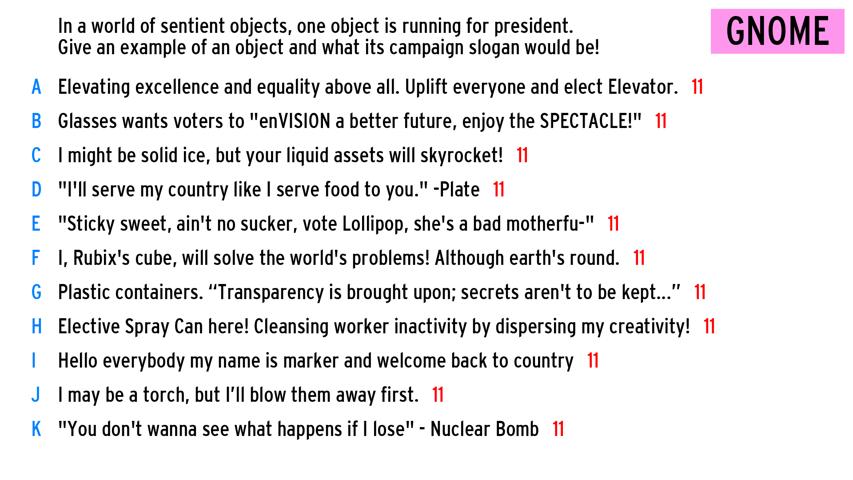 In a world of sentient objects, one object is running for president.
Give an example of an object and what its campaign slogan would be!
GNOME
A Elevating excellence and equality above all. Uplift everyone and elect Elevator. 11
B Glasses wants voters to "enVISION a better future, enjoy the SPECTACLE!" 11
C I might be solid ice, but your liquid assets will skyrocket! 11
D "I'll serve my country like I serve food to you." -Plate 11
E "Sticky sweet, ain't no sucker, vote Lollipop, she's a bad motherfu-" 11
F I, Rubix's cube, will solve the world's problems! Although earth's round. 11
G Plastic containers. “Transparency is brought upon; secrets aren't to be kept...” 11
H Elective Spray Can here! Cleansing worker inactivity by dispersing my creativity! 11
I Hello everybody my name is marker and welcome back to country 11
J I may be a torch, but I’ll blow them away first. 11
K "You don't wanna see what happens if I lose" - Nuclear Bomb 11